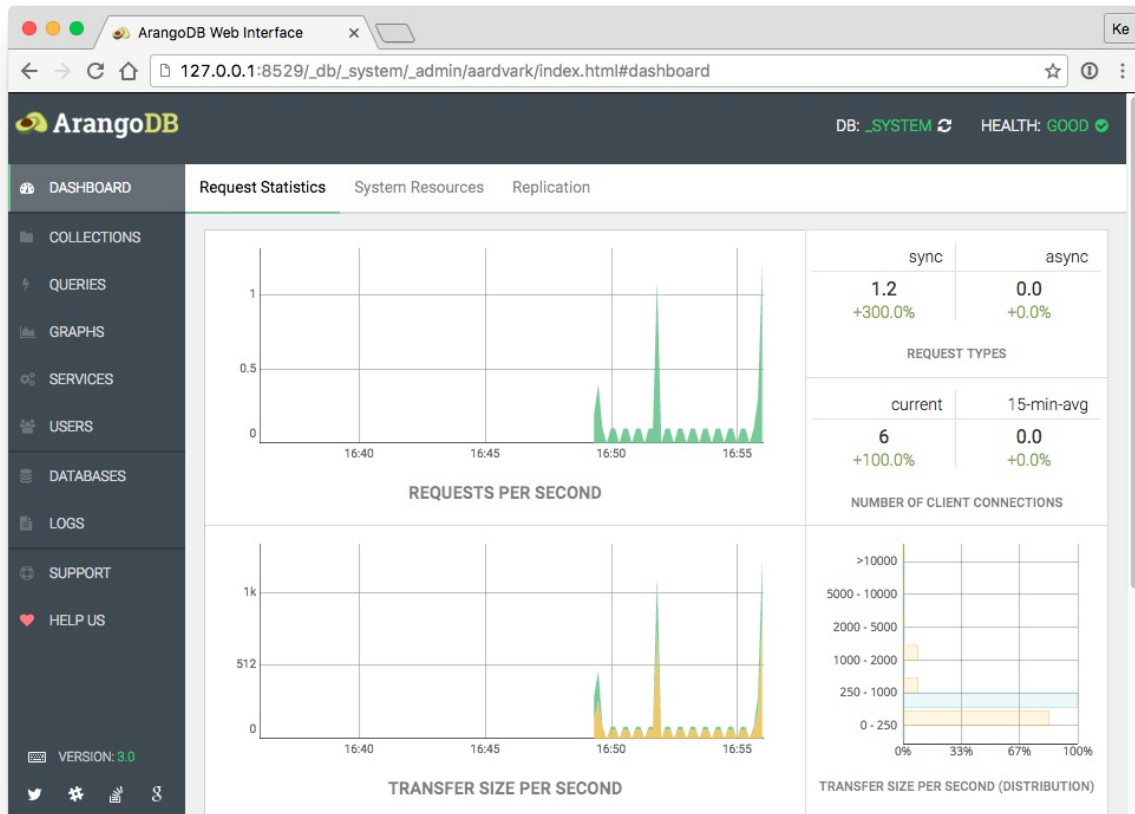 ArangoDB Web Interface
Ke
127.0.0.1:8529/_db/_system/_admin/aardvark/index.html#dashboard
ArangoDB
DB: _SYSTEM
HEALTH: GOOD
DASHBOARD
COLLECTIONS
QUERIES
GRAPHS
SERVICES
USERS
DATABASES
LOGS
SUPPORT
HELP US
VERSION: 3.0
Request Statistics
System Resources
Replication
1
0.5
0
16:40 16:45 16:50 16:55
REQUESTS PER SECOND
sync async
1.2 0.0
+300.0% +0.0%
REQUEST TYPES
current 15-min-avg
6 0.0
+100.0% +0.0%
NUMBER OF CLIENT CONNECTIONS
1k
512
0
16:40 16:45 16:50 16:55
TRANSFER SIZE PER SECOND
>10000
5000 - 10000
2000 - 5000
1000 - 2000
250 - 1000
0 - 250
0% 33% 67% 100%
TRANSFER SIZE PER SECOND (DISTRIBUTION)